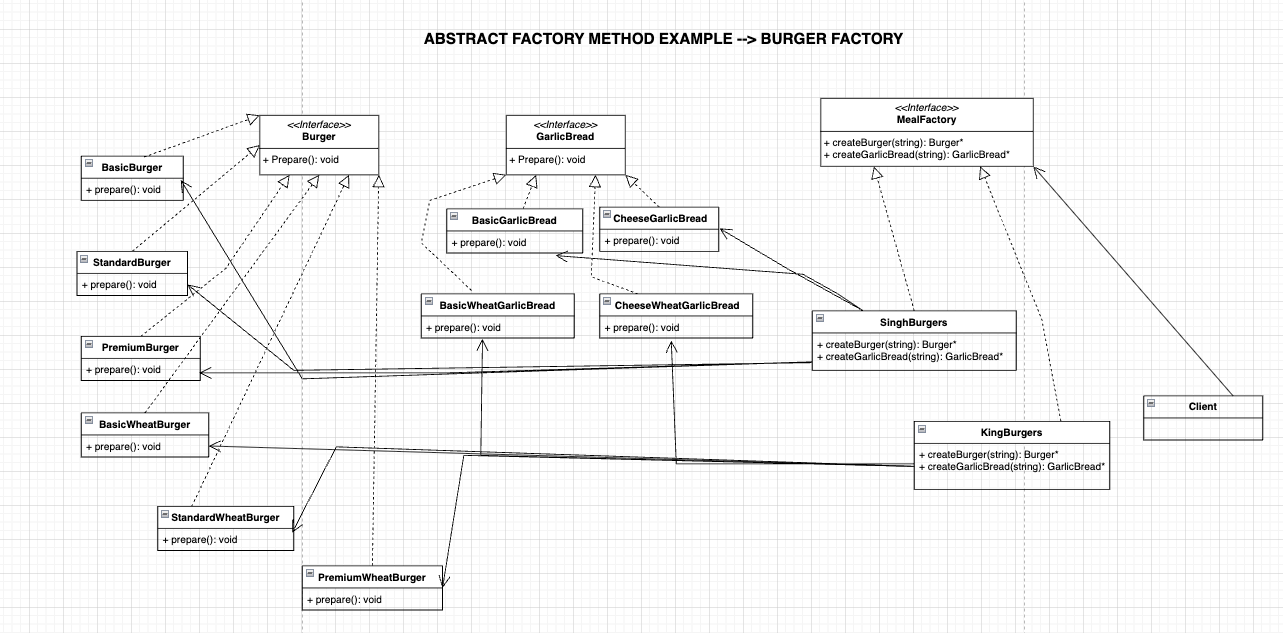 ABSTRACT FACTORY METHOD EXAMPLE --> BURGER FACTORY
<<Interface>>
Burger
+ Prepare(): void
<<Interface>>
GarlicBread
+ Prepare(): void
<<Interface>>
MealFactory
+ createBurger(string): Burger*
+ createGarlicBread(string): GarlicBread*
BasicBurger
+ prepare(): void
BasicGarlicBread
+ prepare(): void
CheeseGarlicBread
+ prepare(): void
StandardBurger
+ prepare(): void
BasicWheatGarlicBread
+ prepare(): void
CheeseWheatGarlicBread
+ prepare(): void
SinghBurgers
+ createBurger(string): Burger*
+ createGarlicBread(string): GarlicBread*
PremiumBurger
+ prepare(): void
Client
BasicWheatBurger
+ prepare(): void
KingBurgers
+ createBurger(string): Burger*
+ createGarlicBread(string): GarlicBread*
StandardWheatBurger
+ prepare(): void
PremiumWheatBurger
+ prepare(): void